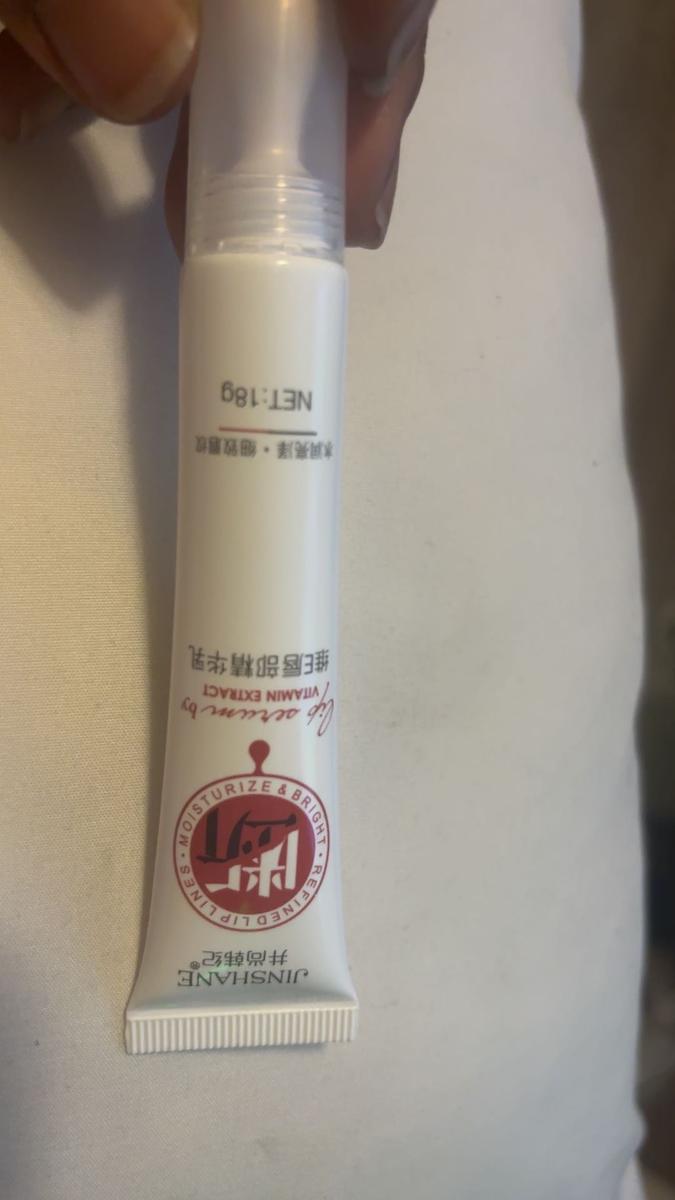 JINSHANE
井尚韩纪®
MOISTURIZE & BRIGHT · REFINED LIP LINES ·
lip serum by
VITAMIN EXTRACT
维E唇部精华乳
水润亮泽·细致唇纹
NET:18g